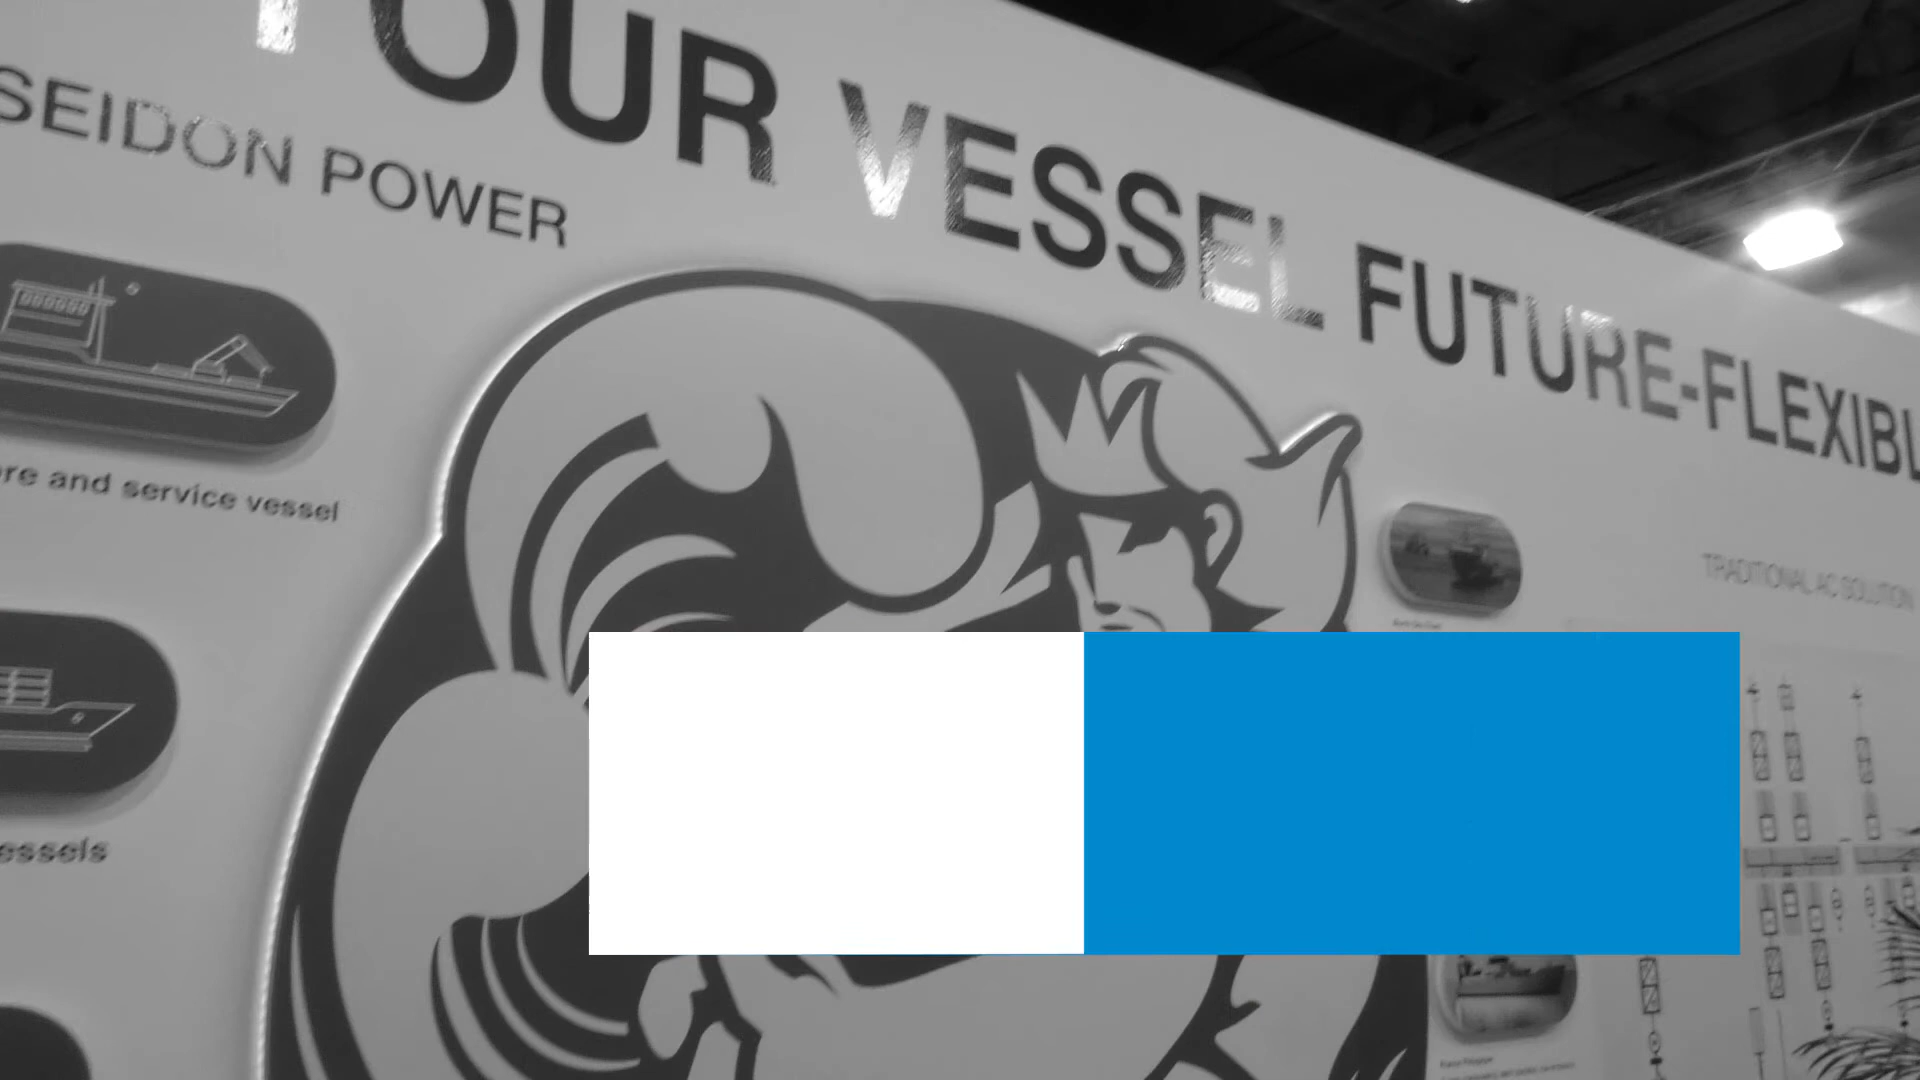 YOUR VESSEL FUTURE-FLEXIBL
SEIDON POWER
re and service vessel
essels
TRADITIONAL AC SOLUTION